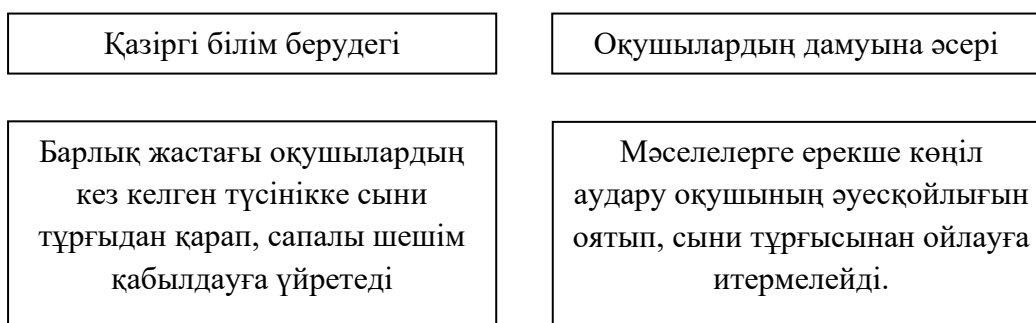 Қазіргі білім берудегі
Оқушылардың дамуына әсері
Барлық жастағы оқушылардың
кез келген түсінікке сыни
тұрғыдан қарап, сапалы шешім
қабылдауға үйретеді
Мәселелерге ерекше көңіл
аудару оқушының әуесқойлығын
оятып, сыни тұрғысынан ойлауға
итермелейді.